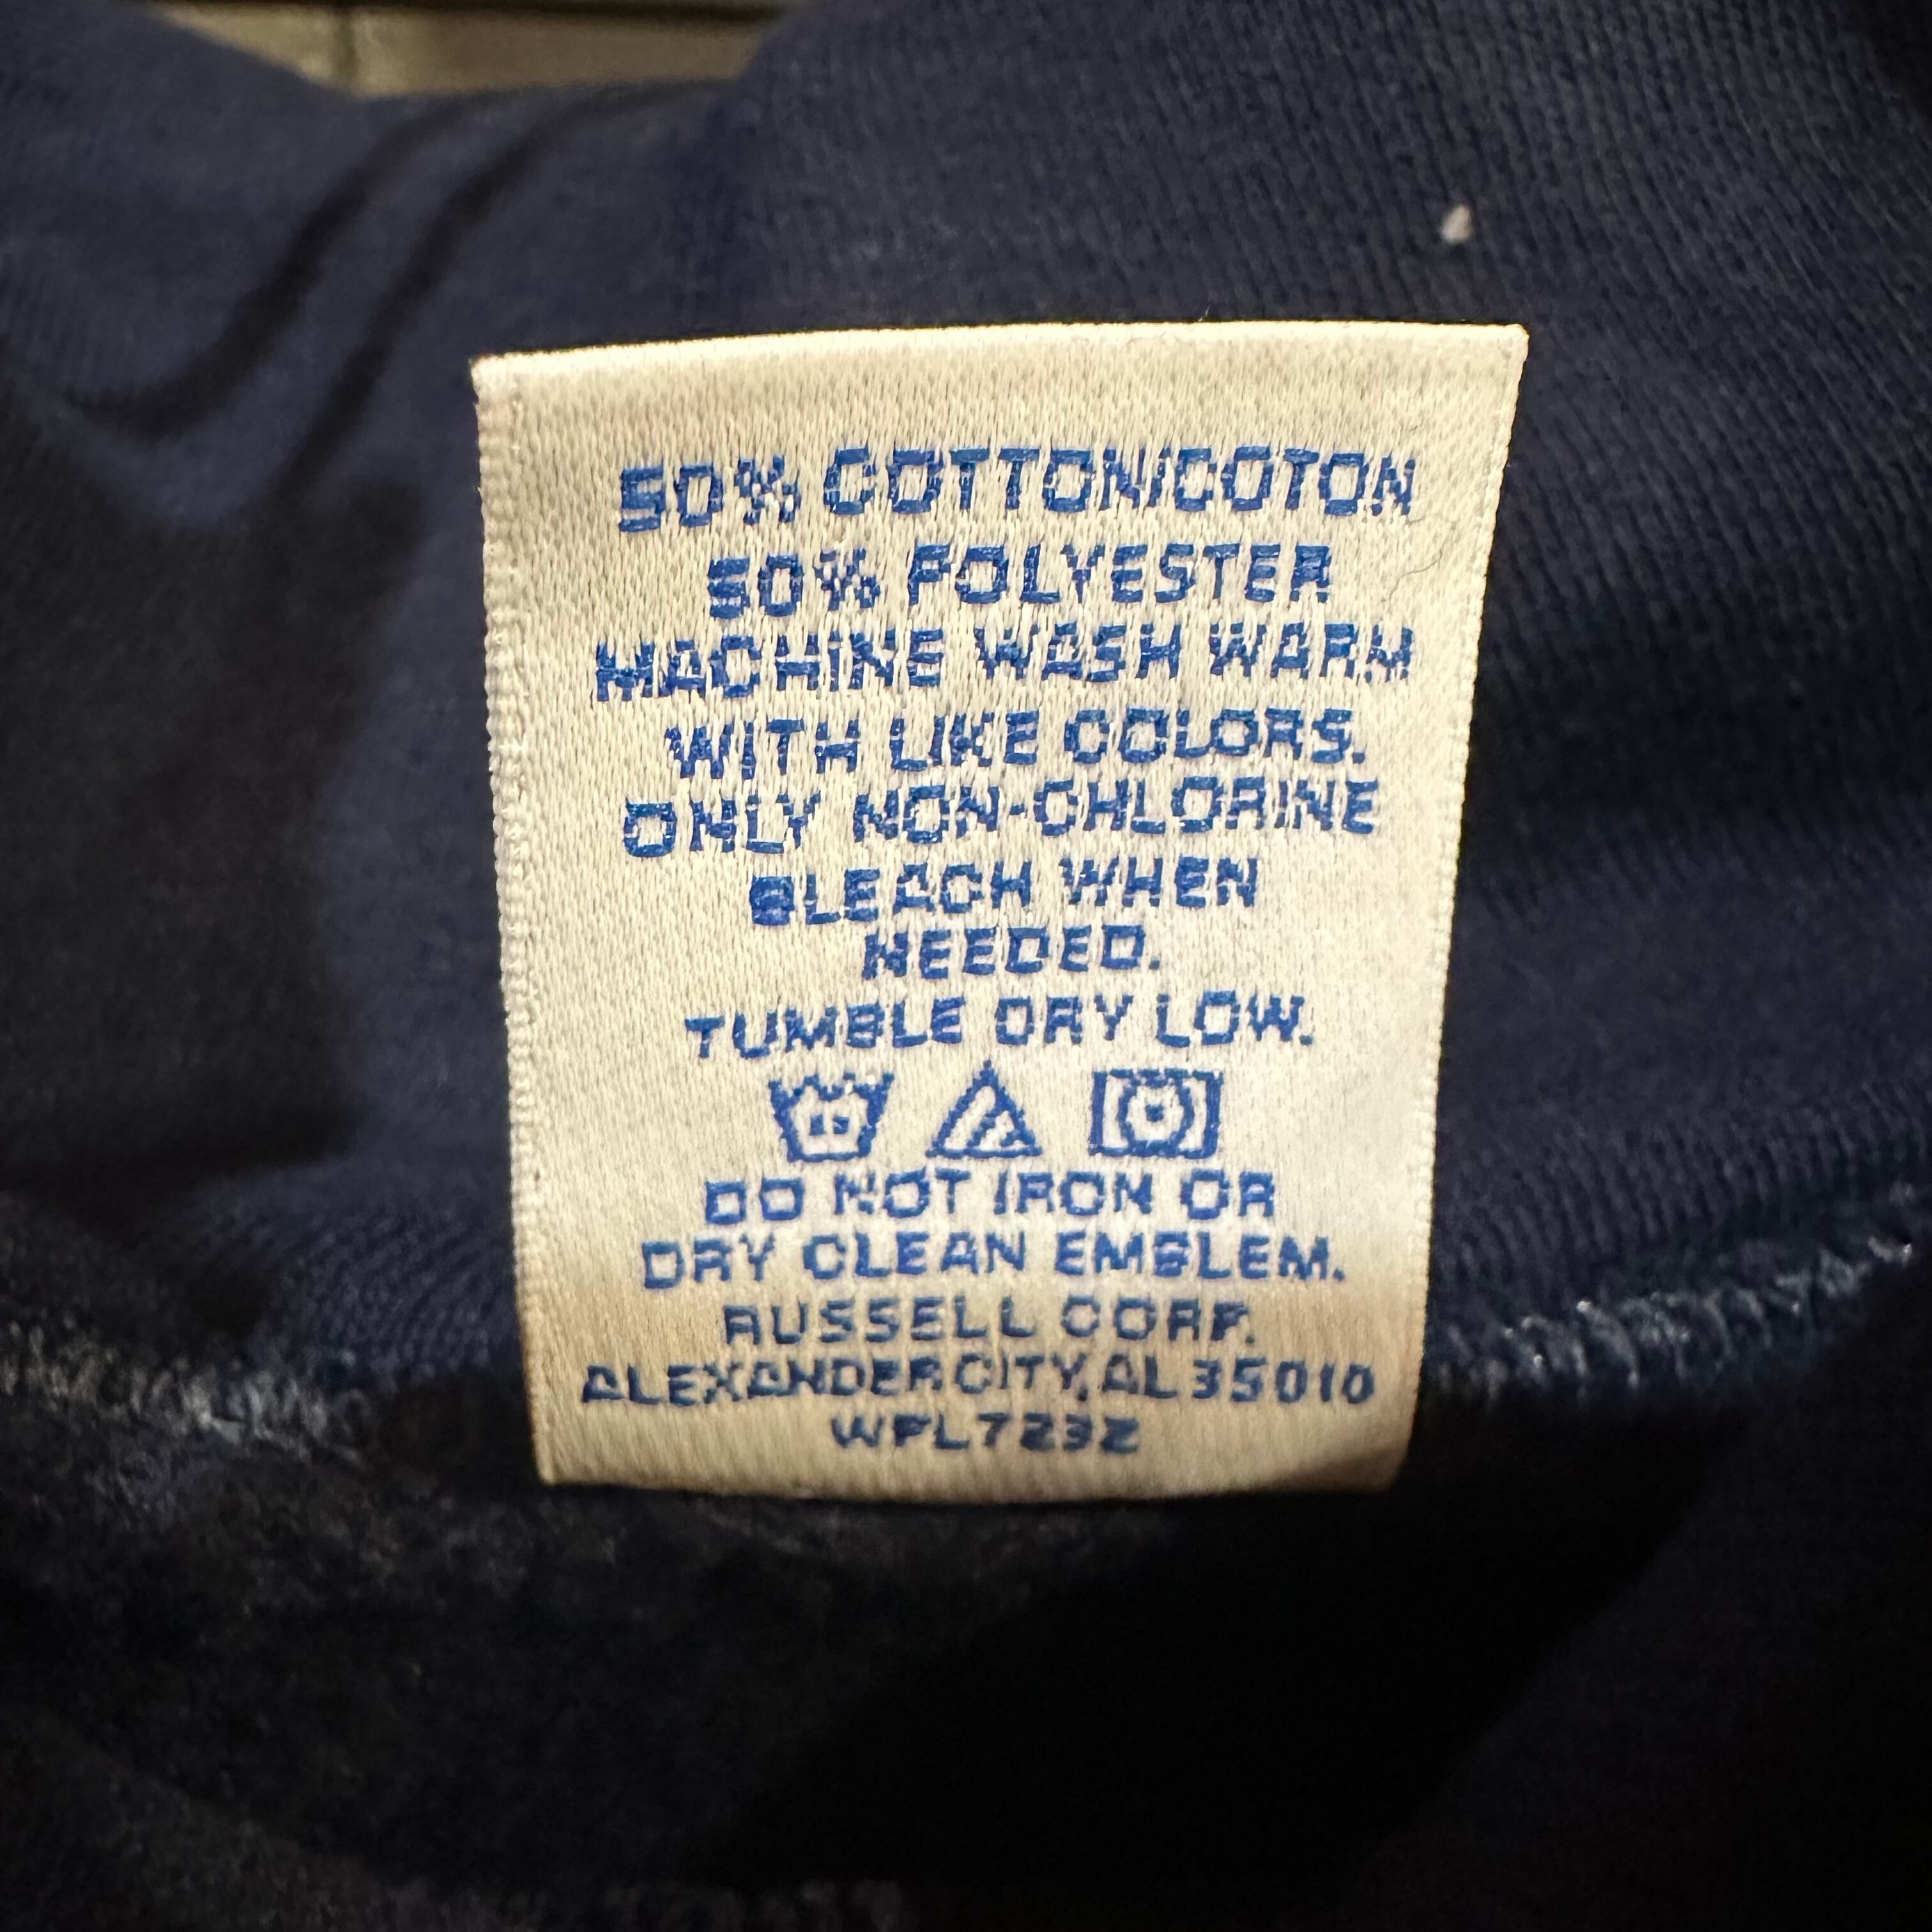 50% COTTON/COTON
50% POLYESTER
MACHINE WASH WARM
WITH LIKE COLORS.
ONLY NON-CHLORINE
BLEACH WHEN
NEEDED.
TUMBLE DRY LOW.
DO NOT IRON OR
DRY CLEAN EMBLEM.
RUSSELL CORP.
ALEXANDER CITY, AL 35010
WPL7232